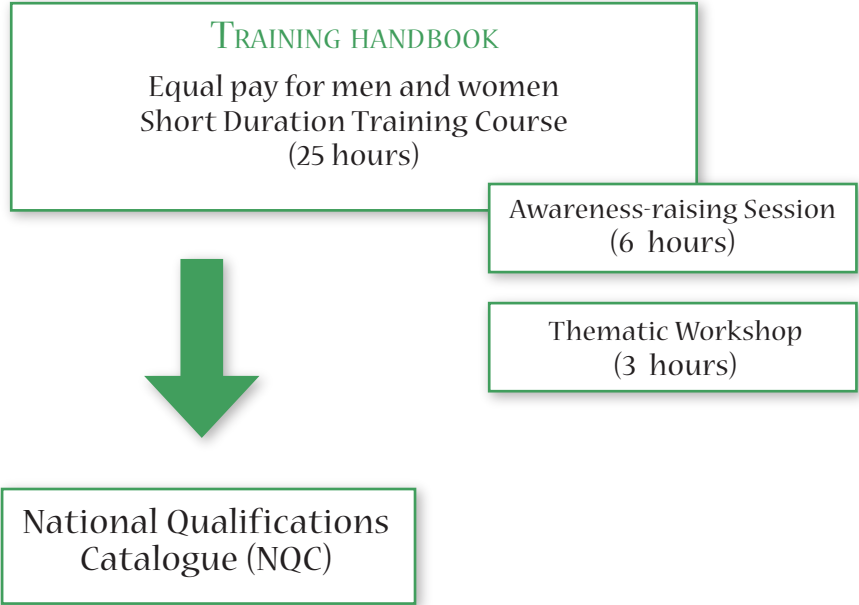 Training handbook
Equal pay for men and women
Short Duration Training Course
(25 hours)
Awareness-raising Session
(6 hours)
Thematic Workshop
(3 hours)
National Qualifications
Catalogue (NQC)